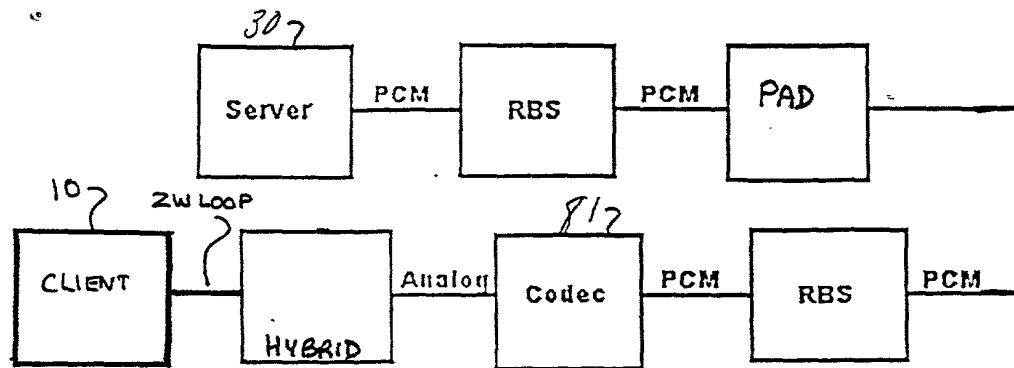 30
Server
PCM
RBS
PCM
PAD
10
2W LOOP
81
CLIENT
HYBRID
Analog
Codec
PCM
RBS
PCM